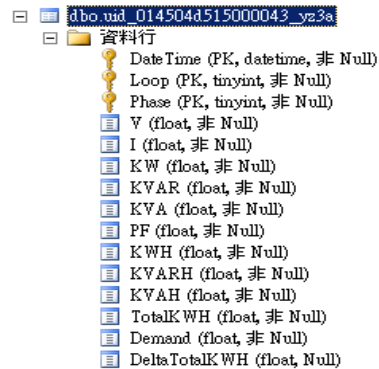 dbo.uid_014504d515000043_yz3a
資料行
DateTime (PK, datetime, 非 Null)
Loop (PK, tinyint, 非 Null)
Phase (PK, tinyint, 非 Null)
V (float, 非 Null)
I (float, 非 Null)
KW (float, 非 Null)
KVAR (float, 非 Null)
KVA (float, 非 Null)
PF (float, 非 Null)
KWH (float, 非 Null)
KVARH (float, 非 Null)
KVAH (float, 非 Null)
TotalKWH (float, 非 Null)
Demand (float, 非 Null)
DeltaTotalKWH (float, Null)